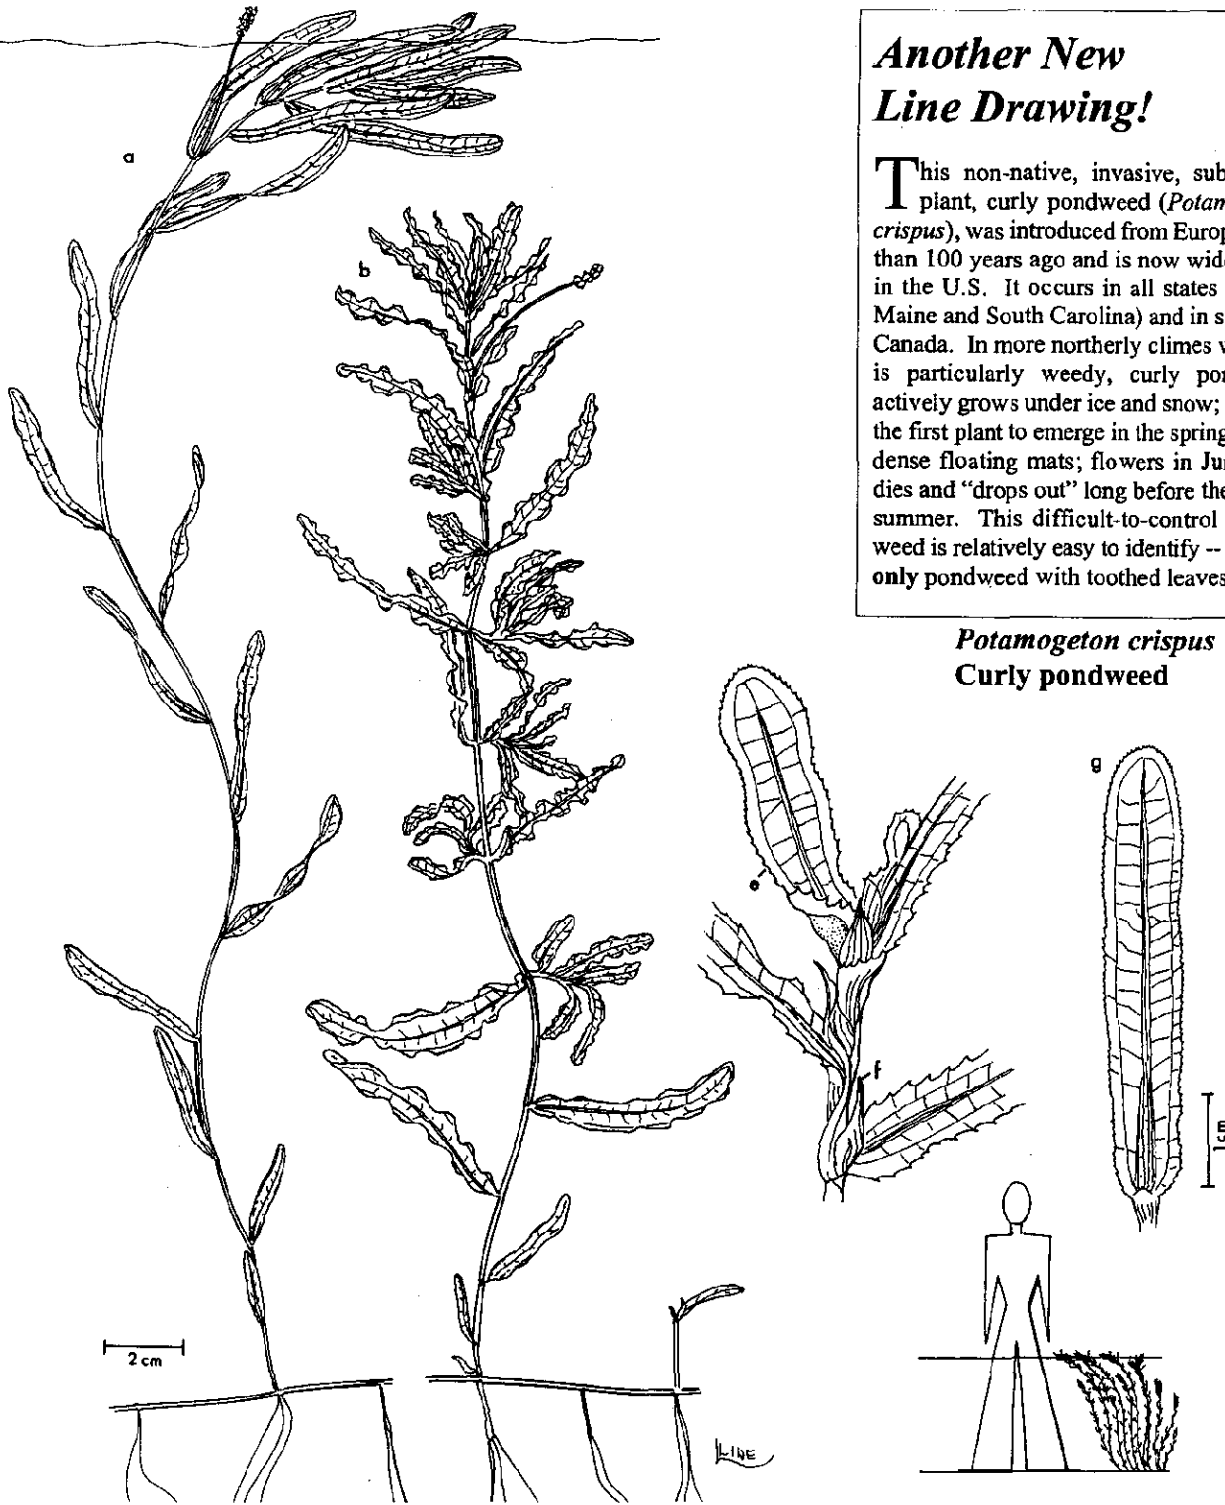 Another New
Line Drawing!
This non-native, invasive, sub
plant, curly pondweed (Potam
crispus), was introduced from Europ
than 100 years ago and is now wide
in the U.S. It occurs in all states
Maine and South Carolina) and in s
Canada. In more northerly climes w
is particularly weedy, curly pon
actively grows under ice and snow;
the first plant to emerge in the spring
dense floating mats; flowers in Jun
dies and "drops out" long before the
summer. This difficult-to-control
weed is relatively easy to identify --
only pondweed with toothed leaves
Potamogeton crispus
Curly pondweed
a
b
e
f
g
2 cm
LINE